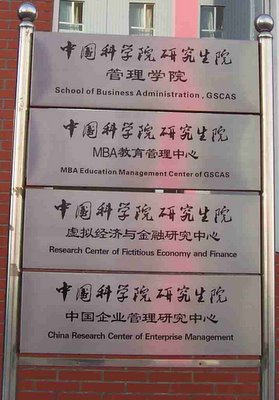 中国科学院研究生院
管理学院
School of Business Administration, GSCAS
中国科学院研究生院
MBA教育管理中心
MBA Education Management Center of GSCAS
中国科学院研究生院
虚拟经济与金融研究中心
Research Center of Fictitious Economy and Finance
中国科学院研究生院
中国企业管理研究中心
China Research Center of Enterprise Management